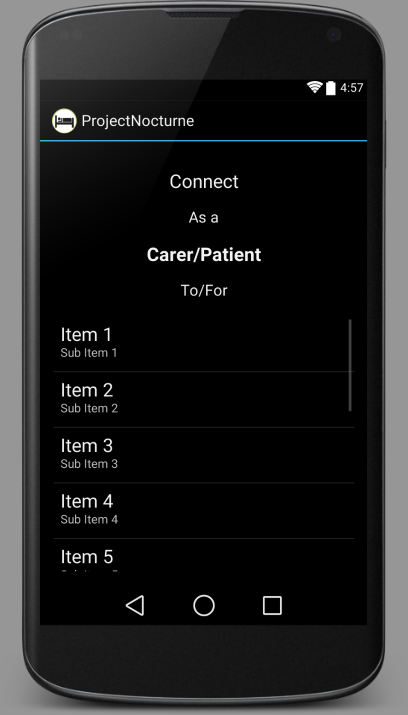 4:57
ProjectNocturne
Connect
As a
Carer/Patient
To/For
Item 1
Sub Item 1
Item 2
Sub Item 2
Item 3
Sub Item 3
Item 4
Sub Item 4
Item 5